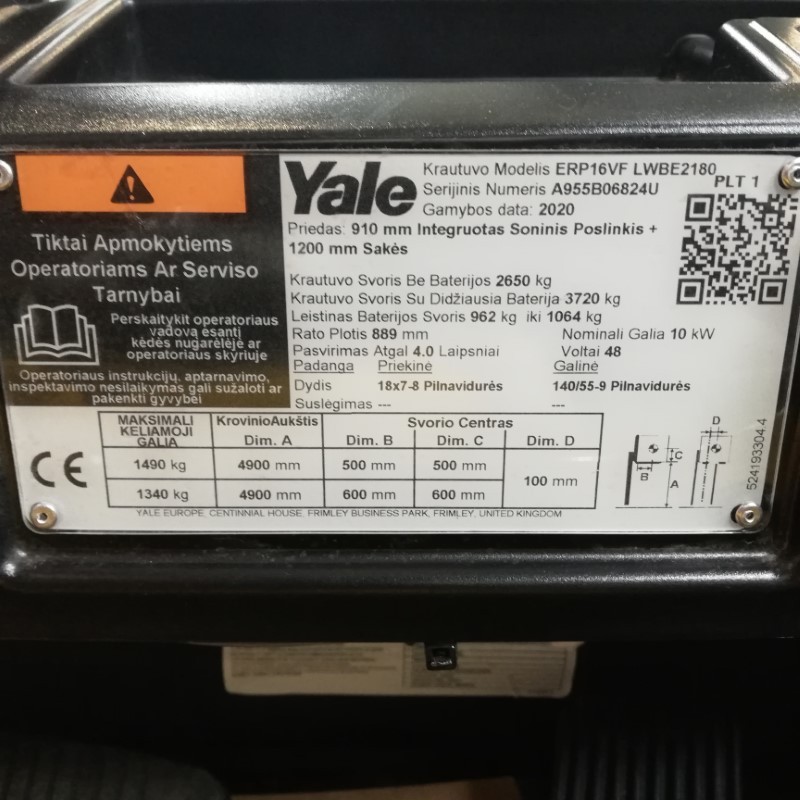 Tiktai Apmokytiems
Operatoriams Ar Serviso
Tarnybai
Perskaitykit operatoriaus
vadovą esantį
kėdės nugarėlėje ar
operatoriaus skyriuje
Operatoriaus instrukcijų, aptarnavimo,
inspektavimo nesilaikymas gali sužaloti ar
pakenkti gyvybei
Yale
Krautuvo Modelis ERP16VF LWBE2180
Serijinis Numeris A955B06824U
Gamybos data: 2020
PLT 1
Priedas: 910 mm Integruotas Soninis Poslinkis +
1200 mm Sakės
Krautuvo Svoris Be Baterijos 2650 kg
Krautuvo Svoris Su Didžiausia Baterija 3720 kg
Leistinas Baterijos Svoris 962 kg iki 1064 kg
Rato Plotis 889 mm Nominali Galia 10 kW
Pasvirimas Atgal 4.0 Laipsniai Voltai 48
Padanga Priekinė Galinė
Dydis 18x7-8 Pilnavidurės 140/55-9 Pilnavidurės
Suslėgimas --- ---
MAKSIMALI KrovinioAukštis Svorio Centras
KELIAMOJI
GALIA Dim. A Dim. B Dim. C Dim. D
1490 kg 4900 mm 500 mm 500 mm 100 mm
1340 kg 4900 mm 600 mm 600 mm
YALE EUROPE, CENTINNIAL HOUSE, FRIMLEY BUSINESS PARK, FRIMLEY, UNITED KINGDOM
CE
D
C
B
A
524193304.4